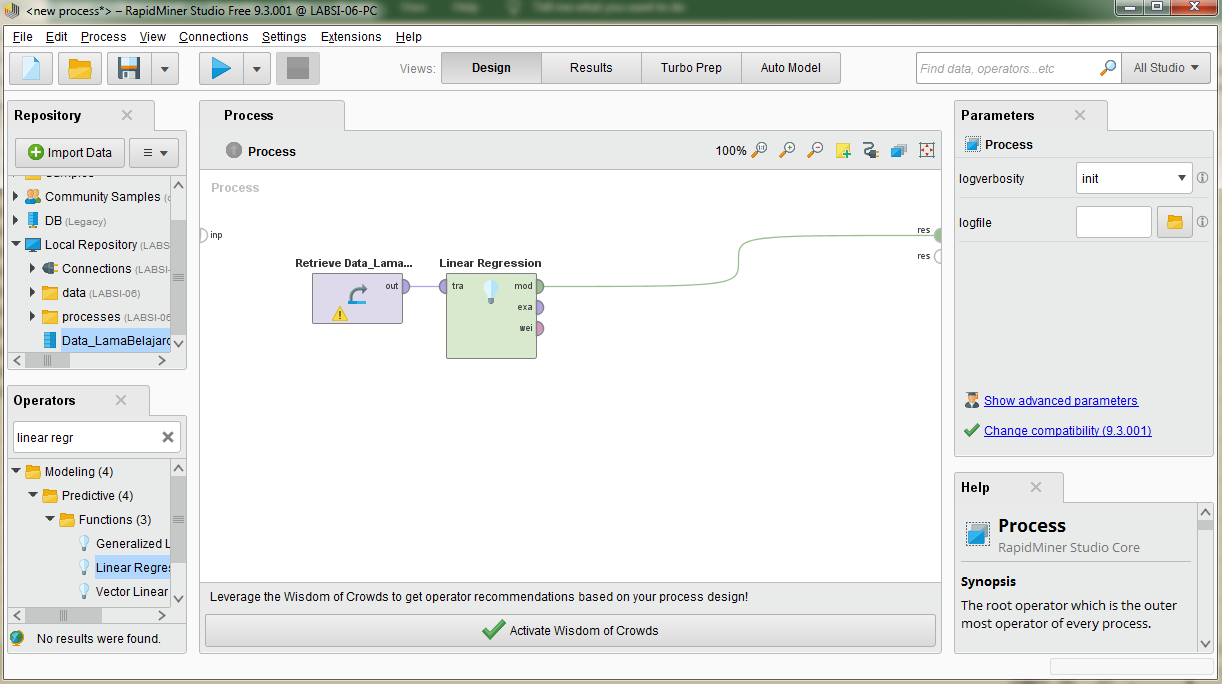 <new process*> – RapidMiner Studio Free 9.3.001 @ LABSI-06-PC
File Edit Process View Connections Settings Extensions Help
Views: Design Results Turbo Prep Auto Model
Find data, operators...etc
All Studio
Repository
Import Data
Samples
Community Samples (c
DB (Legacy)
Local Repository (LABS
Connections (LABSI-
data (LABSI-06)
processes (LABSI-06
Data_LamaBelajar
Operators
linear regr
Modeling (4)
Predictive (4)
Functions (3)
Generalized L
Linear Regres
Vector Linear
No results were found.
Process
Process
100%
Process
inp
res
res
Retrieve Data_Lama...
out
Linear Regression
tra
mod
exa
wei
Leverage the Wisdom of Crowds to get operator recommendations based on your process design!
Activate Wisdom of Crowds
Parameters
Process
logverbosity
init
logfile
Show advanced parameters
Change compatibility (9.3.001)
Help
Process
RapidMiner Studio Core
Synopsis
The root operator which is the outer
most operator of every process.